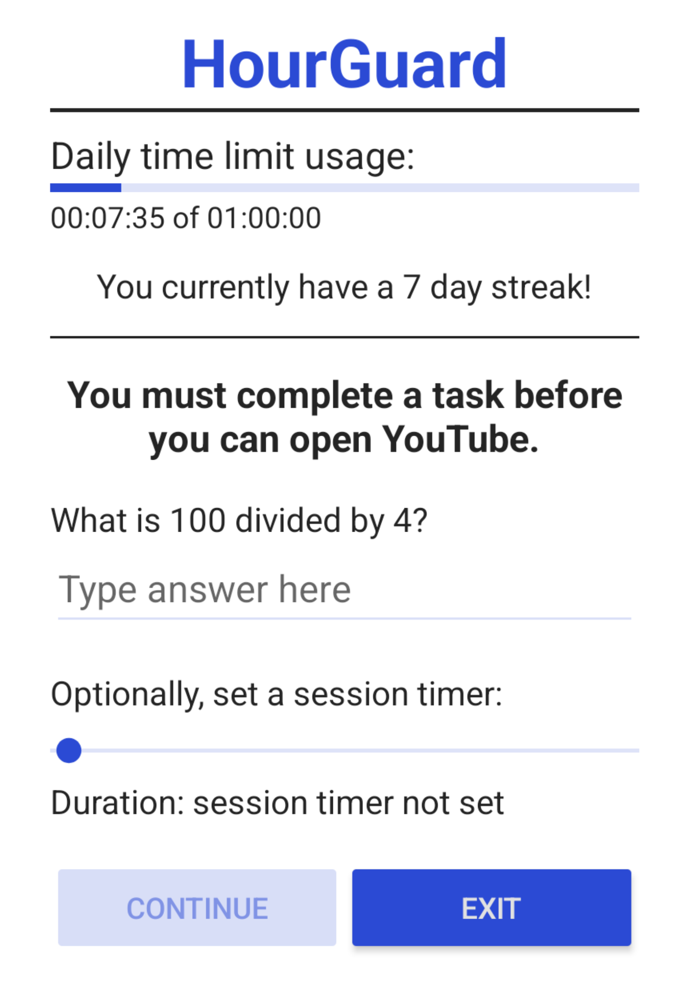 HourGuard
Daily time limit usage:
00:07:35 of 01:00:00
You currently have a 7 day streak!
You must complete a task before
you can open YouTube.
What is 100 divided by 4?
Type answer here
Optionally, set a session timer:
Duration: session timer not set
CONTINUE
EXIT